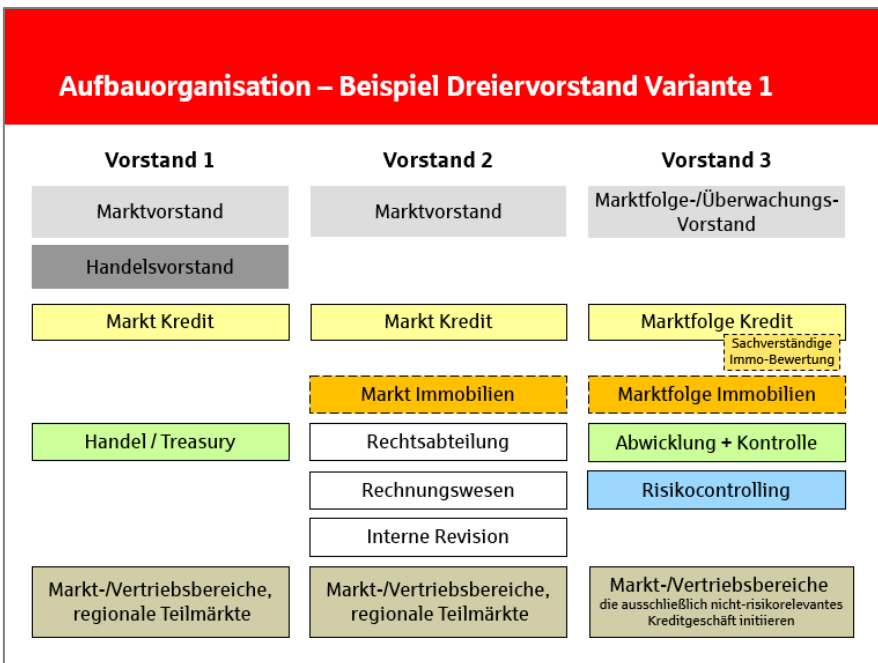 Aufbauorganisation – Beispiel Dreiervorstand Variante 1
Vorstand 1
Vorstand 2
Vorstand 3
Marktvorstand
Marktvorstand
Marktfolge-/Überwachungs-
Vorstand
Handelsvorstand
Markt Kredit
Markt Kredit
Marktfolge Kredit
Sachverständige
Immo-Bewertung
Markt Immobilien
Marktfolge Immobilien
Handel / Treasury
Rechtsabteilung
Abwicklung + Kontrolle
Rechnungswesen
Risikocontrolling
Interne Revision
Markt-/Vertriebsbereiche,
regionale Teilmärkte
Markt-/Vertriebsbereiche,
regionale Teilmärkte
Markt-/Vertriebsbereiche
die ausschließlich nicht-risikorelevantes
Kreditgeschäft initiieren